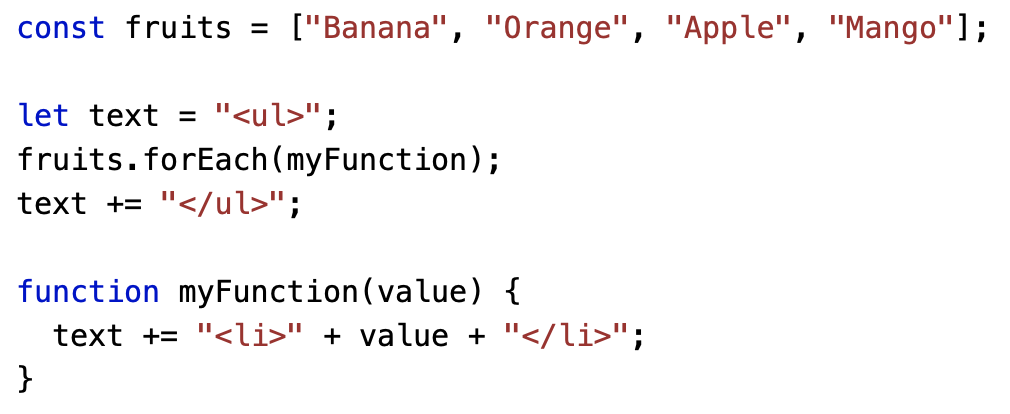 const fruits = ["Banana", "Orange", "Apple", "Mango"];
let text = "<ul>";
fruits.forEach(myFunction);
text += "</ul>";
function myFunction(value) {
  text += "<li>" + value + "</li>";
}